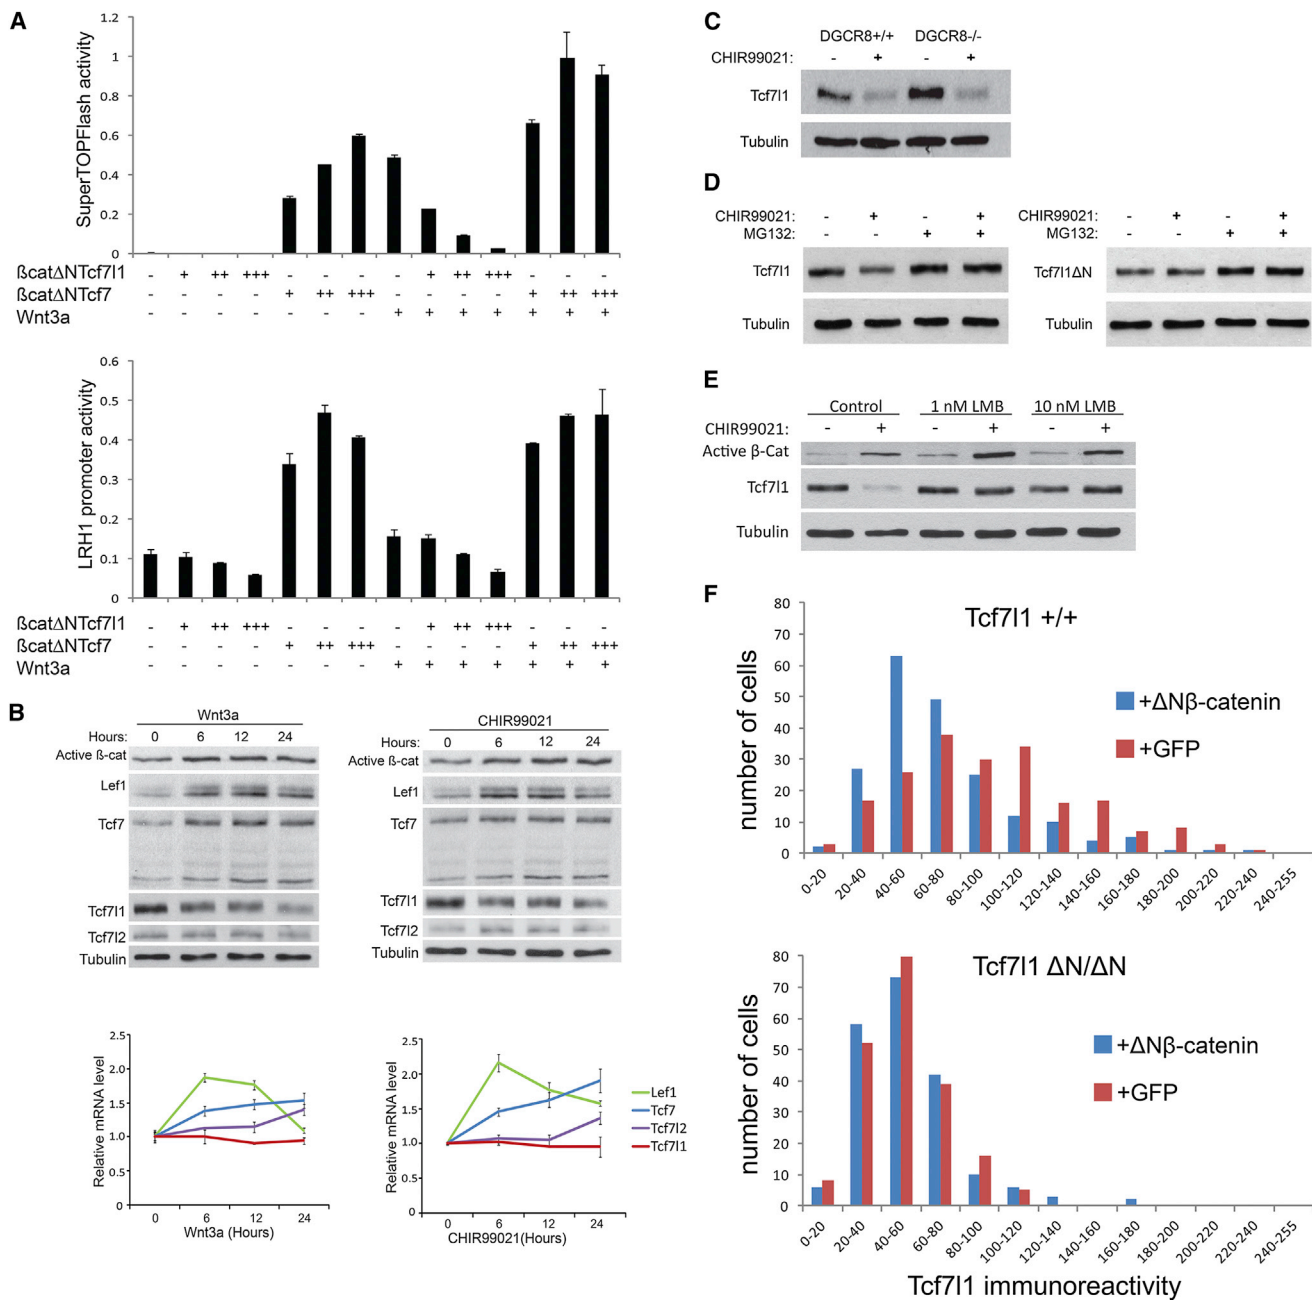 A
SuperTOPFlash activity
1.2
1
0.8
0.6
0.4
0.2
0
ßcatΔNTcf7l1 - + ++ +++ - - - - + ++ +++ - - -
ßcatΔNTcf7 - - - - + ++ +++ - - - - + ++ +++
Wnt3a - - - - - - - + + + + + + +
LRH1 promoter activity
0.6
0.5
0.4
0.3
0.2
0.1
0
ßcatΔNTcf7l1 - + ++ +++ - - - - + ++ +++ - - -
ßcatΔNTcf7 - - - - + ++ +++ - - - - + ++ +++
Wnt3a - - - - - - - + + + + + + +
B
Wnt3a
Hours: 0 6 12 24
Active ß-cat
Lef1
Tcf7
Tcf7l1
Tcf7l2
Tubulin
CHIR99021
Hours: 0 6 12 24
Active ß-cat
Lef1
Tcf7
Tcf7l1
Tcf7l2
Tubulin
Relative mRNA level
2.5
2.0
1.5
1.0
0.5
0
0 6 12 24
Wnt3a (Hours)
Relative mRNA level
2.5
2.0
1.5
1.0
0.5
0
0 6 12 24
CHIR99021(Hours)
Lef1
Tcf7
Tcf7l2
Tcf7l1
C
DGCR8+/+ DGCR8-/-
CHIR99021: - + - +
Tcf7l1
Tubulin
D
CHIR99021: - + - +
MG132: - - + +
Tcf7l1
Tubulin
CHIR99021: - + - +
MG132: - - + +
Tcf7l1ΔN
Tubulin
E
Control 1 nM LMB 10 nM LMB
CHIR99021: - + - + - +
Active β-Cat
Tcf7l1
Tubulin
F
Tcf7l1 +/+
number of cells
80
70
60
50
40
30
20
10
0
+ΔNβ-catenin
+GFP
0-20 20-40 40-60 60-80 80-100 100-120 120-140 140-160 160-180 180-200 200-220 220-240 240-255
Tcf7l1 ΔN/ΔN
number of cells
80
70
60
50
40
30
20
10
0
+ΔNβ-catenin
+GFP
0-20 20-40 40-60 60-80 80-100 100-120 120-140 140-160 160-180 180-200 200-220 220-240 240-255
Tcf7l1 immunoreactivity